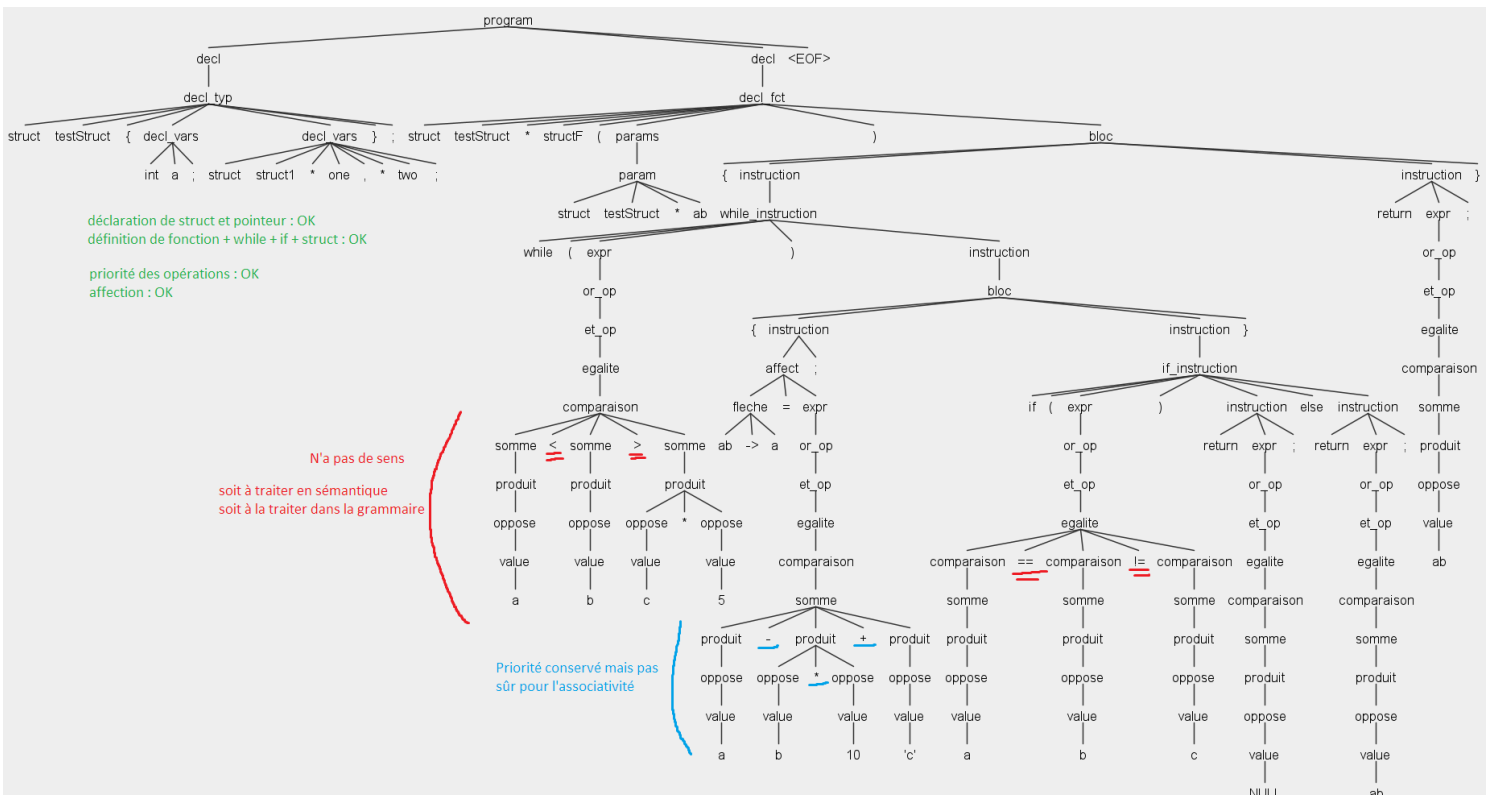 program
decl decl <EOF>
decl_typ decl_fct
struct testStruct { decl_vars decl_vars } ; struct testStruct * structF ( params ) bloc
int a ; struct struct1 * one , * two ; param { instruction instruction }
struct testStruct * ab while_instruction return expr ;
déclaration de struct et pointeur : OK
définition de fonction + while + if + struct : OK
while ( expr ) instruction or_op
priorité des opérations : OK
affection : OK
or_op bloc et_op
et_op { instruction instruction } egalite
egalite affect ; if_instruction comparaison
comparaison fleche = expr if ( expr ) instruction else instruction somme
somme < somme > somme ab -> a or_op or_op return expr ; return expr ; produit
N'a pas de sens
produit produit produit et_op et_op or_op or_op oppose
soit à traiter en sémantique
soit à la traiter dans la grammaire
oppose oppose oppose * oppose egalite egalite et_op et_op value
value value value value comparaison comparaison == comparaison != comparaison egalite egalite ab
a b c 5 somme somme somme somme comparaison comparaison
produit - produit + produit produit produit produit somme somme
Priorité conservé mais pas
sûr pour l'associativité
oppose oppose * oppose oppose oppose oppose oppose produit produit
value value value value value value value oppose oppose
a b 10 'c' a b c value value
NULL ab